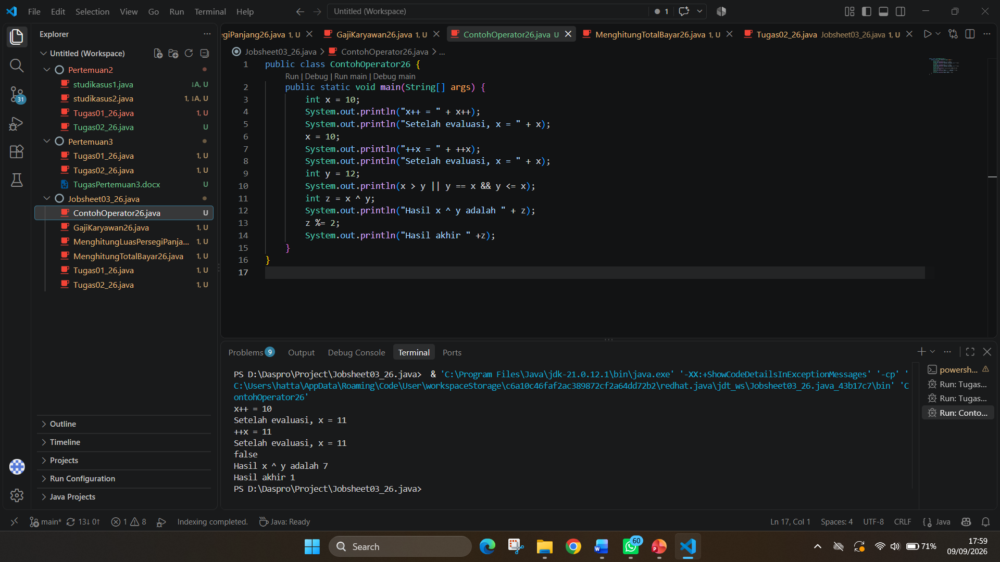 File Edit Selection View Go Run Terminal Help
Untitled (Workspace)
1
Explorer
Untitled (Workspace)
Pertemuan2
studikasus1.java ↓A, U
studikasus2.java 1, ↓A, U
Tugas01_26.java 1, U
Tugas02_26.java U
Pertemuan3
Tugas01_26.java 1, U
Tugas02_26.java 1, U
TugasPertemuan3.docx U
Jobsheet03_26.java
ContohOperator26.java U
GajiKaryawan26.java 1, U
MenghitungLuasPersegiPanja... 1, U
MenghitungTotalBayar26.java 1, U
Tugas01_26.java 1, U
Tugas02_26.java 1, U
31
Outline
Timeline
Projects
Run Configuration
Java Projects
giPanjang26.java 1, U GajiKaryawan26.java 1, U ContohOperator26.java U MenghitungTotalBayar26.java 1, U Tugas02_26.java Jobsheet03_26.java 1, U
Jobsheet03_26.java > ContohOperator26.java > ...
1 public class ContohOperator26 {
Run | Debug | Run main | Debug main
2 public static void main(String[] args) {
3 int x = 10;
4 System.out.println("x++ = " + x++);
5 System.out.println("Setelah evaluasi, x = " + x);
6 x = 10;
7 System.out.println("++x = " + ++x);
8 System.out.println("Setelah evaluasi, x = " + x);
9 int y = 12;
10 System.out.println(x > y || y == x && y <= x);
11 int z = x ^ y;
12 System.out.println("Hasil x ^ y adalah " + z);
13 z %= 2;
14 System.out.println("Hasil akhir " +z);
15 }
16 }
17
Problems 9 Output Debug Console Terminal Ports
PS D:\Daspro\Project\Jobsheet03_26.java> & 'C:\Program Files\Java\jdk-21.0.12.1\bin\java.exe' '-XX:+ShowCodeDetailsInExceptionMessages' '-cp' '
C:\Users\hatta\AppData\Roaming\Code\User\workspaceStorage\c6a10c46faf2ac389872cf2a64dd72b2\redhat.java\jdt_ws\Jobsheet03_26.java_43b17c7\bin' 'C
ontohOperator26'
x++ = 10
Setelah evaluasi, x = 11
++x = 11
Setelah evaluasi, x = 11
false
Hasil x ^ y adalah 7
Hasil akhir 1
PS D:\Daspro\Project\Jobsheet03_26.java>
powersh...
Run: Tugas...
Run: Tugas...
Run: Conto...
main* 13↓ 0↑ 1 8 Indexing completed. Java: Ready
Ln 17, Col 1 Spaces: 4 UTF-8 CRLF Java
Search
60
71%
17:59
09/09/2026